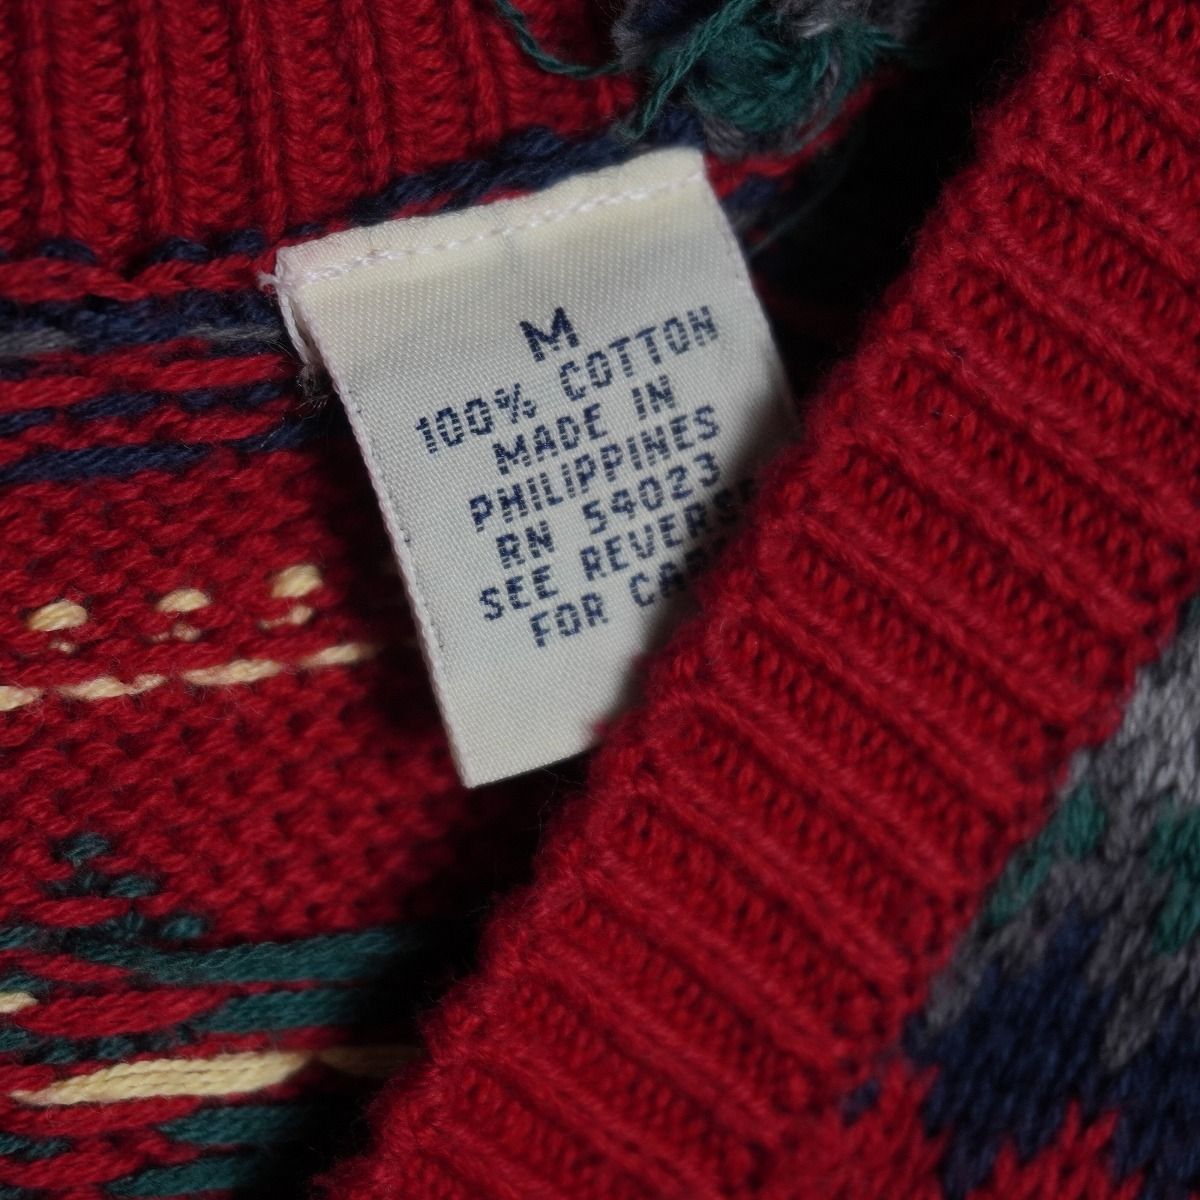 M
100% COTTON
MADE IN
PHILIPPINES
RN 54023
SEE REVERSE
FOR